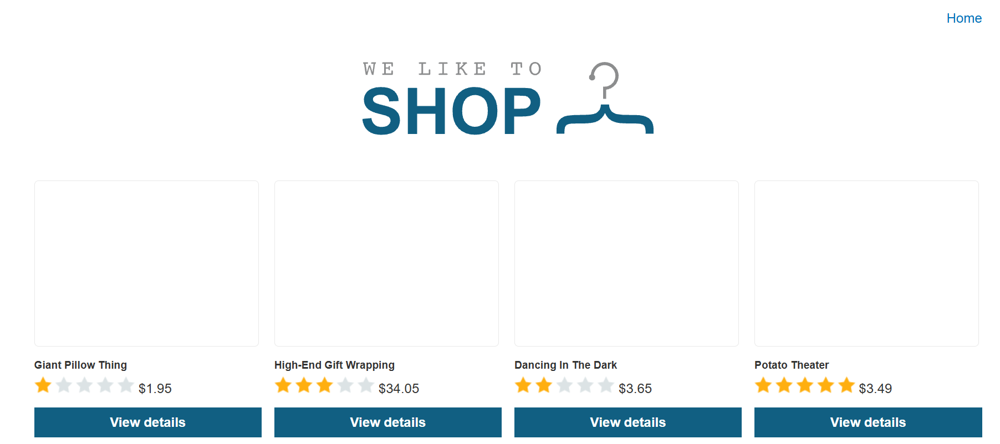 Home
WE LIKE TO
SHOP
Giant Pillow Thing
$1.95
View details
High-End Gift Wrapping
$34.05
View details
Dancing In The Dark
$3.65
View details
Potato Theater
$3.49
View details